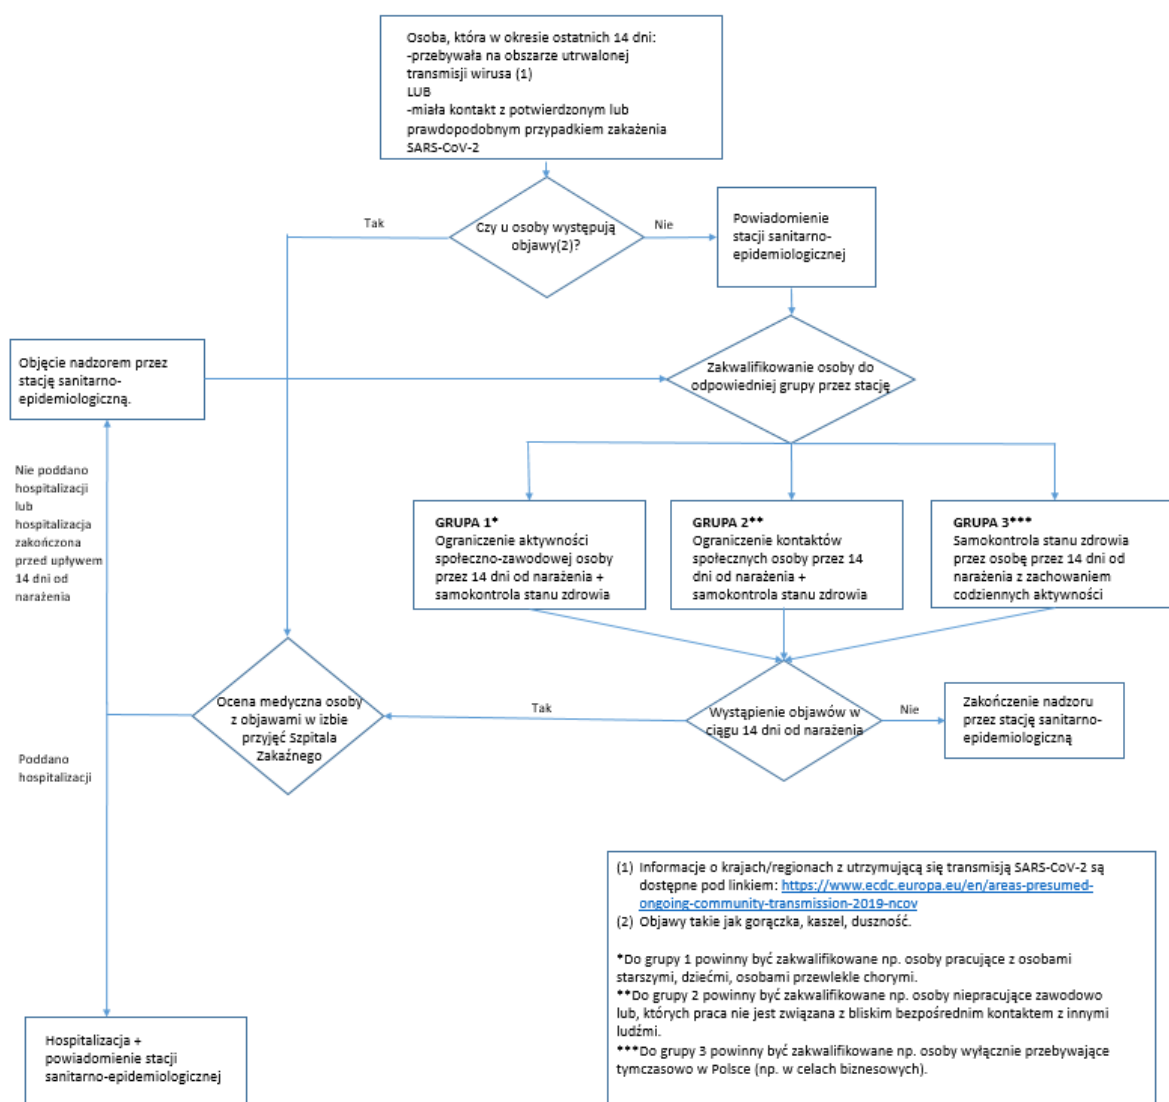 Osoba, która w okresie ostatnich 14 dni:
-przebywała na obszarze utrwalonej
transmisji wirusa (1)
LUB
-miała kontakt z potwierdzonym lub
prawdopodobnym przypadkiem zakażenia
SARS-CoV-2
Tak
Czy u osoby występują
objawy(2)?
Nie
Powiadomienie
stacji sanitarno-
epidemiologicznej
Objęcie nadzorem przez
stację sanitarno-
epidemiologiczną.
Zakwalifikowanie osoby do
odpowiedniej grupy przez stację
Nie poddano
hospitalizacji
lub
hospitalizacja
zakończona
przed upływem
14 dni od
narażenia
GRUPA 1*
Ograniczenie aktywności
społeczno-zawodowej osoby
przez 14 dni od narażenia +
samokontrola stanu zdrowia
GRUPA 2**
Ograniczenie kontaktów
społecznych osoby przez 14
dni od narażenia +
samokontrola stanu zdrowia
GRUPA 3***
Samokontrola stanu zdrowia
przez osobę przez 14 dni od
narażenia z zachowaniem
codziennych aktywności
Ocena medyczna osoby
z objawami w izbie
przyjęć Szpitala
Zakaźnego
Tak
Wystąpienie objawów w
ciągu 14 dni od narażenia
Nie
Zakończenie nadzoru
przez stację sanitarno-
epidemiologiczną
Poddano
hospitalizacji
(1) Informacje o krajach/regionach z utrzymującą się transmisją SARS-CoV-2 są
dostępne pod linkiem: https://www.ecdc.europa.eu/en/areas-presumed-
ongoing-community-transmission-2019-ncov
(2) Objawy takie jak gorączka, kaszel, duszność.
*Do grupy 1 powinny być zakwalifikowane np. osoby pracujące z osobami
starszymi, dziećmi, osobami przewlekle chorymi.
**Do grupy 2 powinny być zakwalifikowane np. osoby niepracujące zawodowo
lub, których praca nie jest związana z bliskim bezpośrednim kontaktem z innymi
ludźmi.
***Do grupy 3 powinny być zakwalifikowane np. osoby wyłącznie przebywające
tymczasowo w Polsce (np. w celach biznesowych).
Hospitalizacja +
powiadomienie stacji
sanitarno-epidemiologicznej